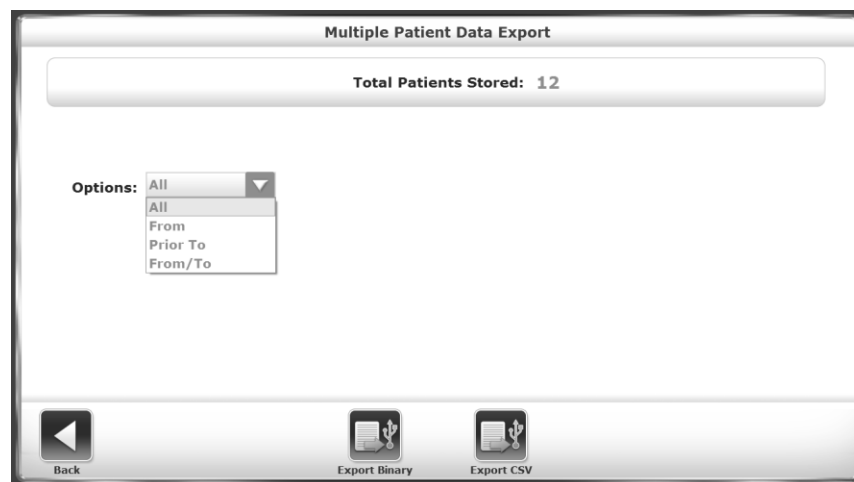 Multiple Patient Data Export
Total Patients Stored: 12
Options: All
All
From
Prior To
From/To
Back
Export Binary
Export CSV